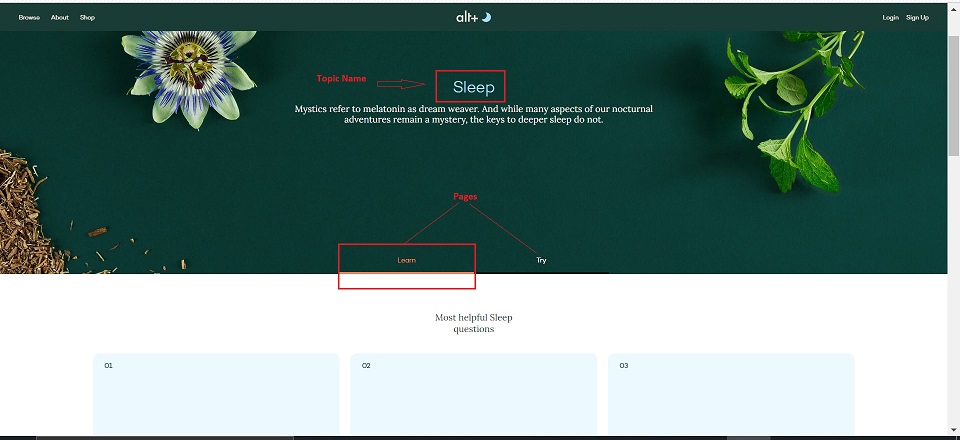 Browse About Shop
alt+
Login Sign Up
Topic Name
Sleep
Mystics refer to melatonin as dream weaver. And while many aspects of our nocturnal
adventures remain a mystery, the keys to deeper sleep do not.
Pages
Learn
Try
Most helpful Sleep
questions
01
02
03